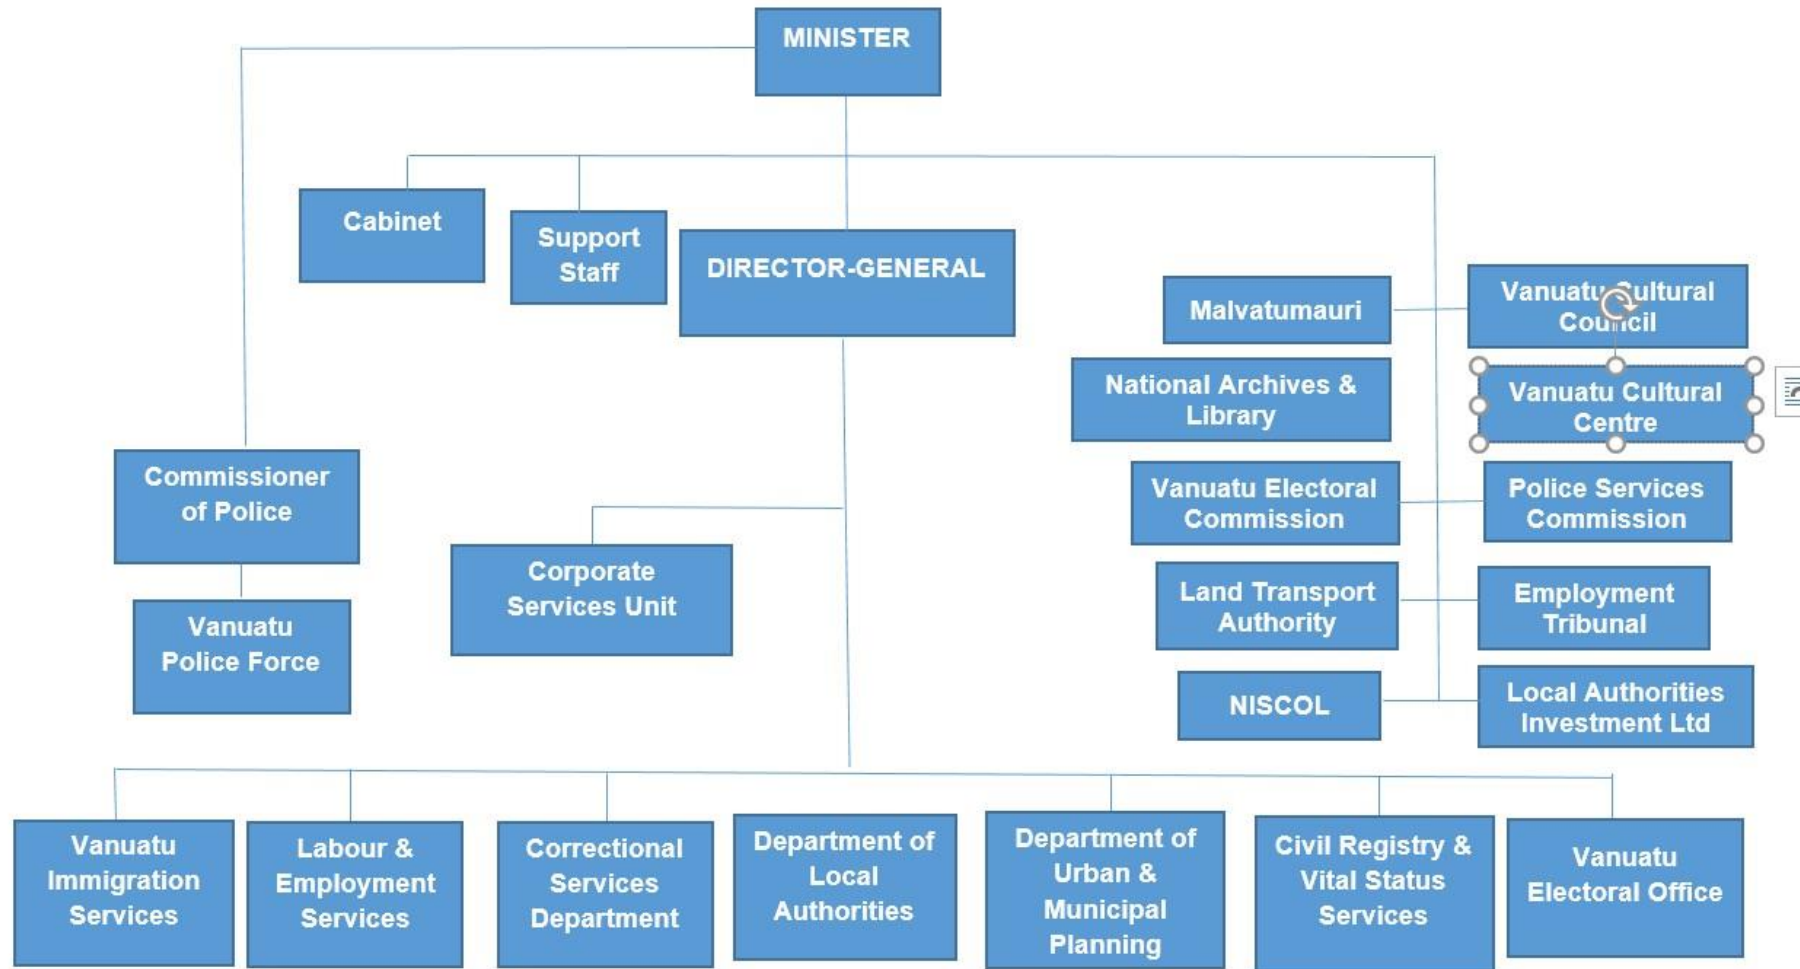 MINISTER
Cabinet
Support
Staff
DIRECTOR-GENERAL
Malvatumauri
Vanuatu Cultural
Council
National Archives &
Library
Vanuatu Cultural
Centre
Commissioner
of Police
Vanuatu Electoral
Commission
Police Services
Commission
Corporate
Services Unit
Land Transport
Authority
Employment
Tribunal
Vanuatu
Police Force
NISCOL
Local Authorities
Investment Ltd
Vanuatu
Immigration
Services
Labour &
Employment
Services
Correctional
Services
Department
Department of
Local
Authorities
Department of
Urban &
Municipal
Planning
Civil Registry &
Vital Status
Services
Vanuatu
Electoral Office